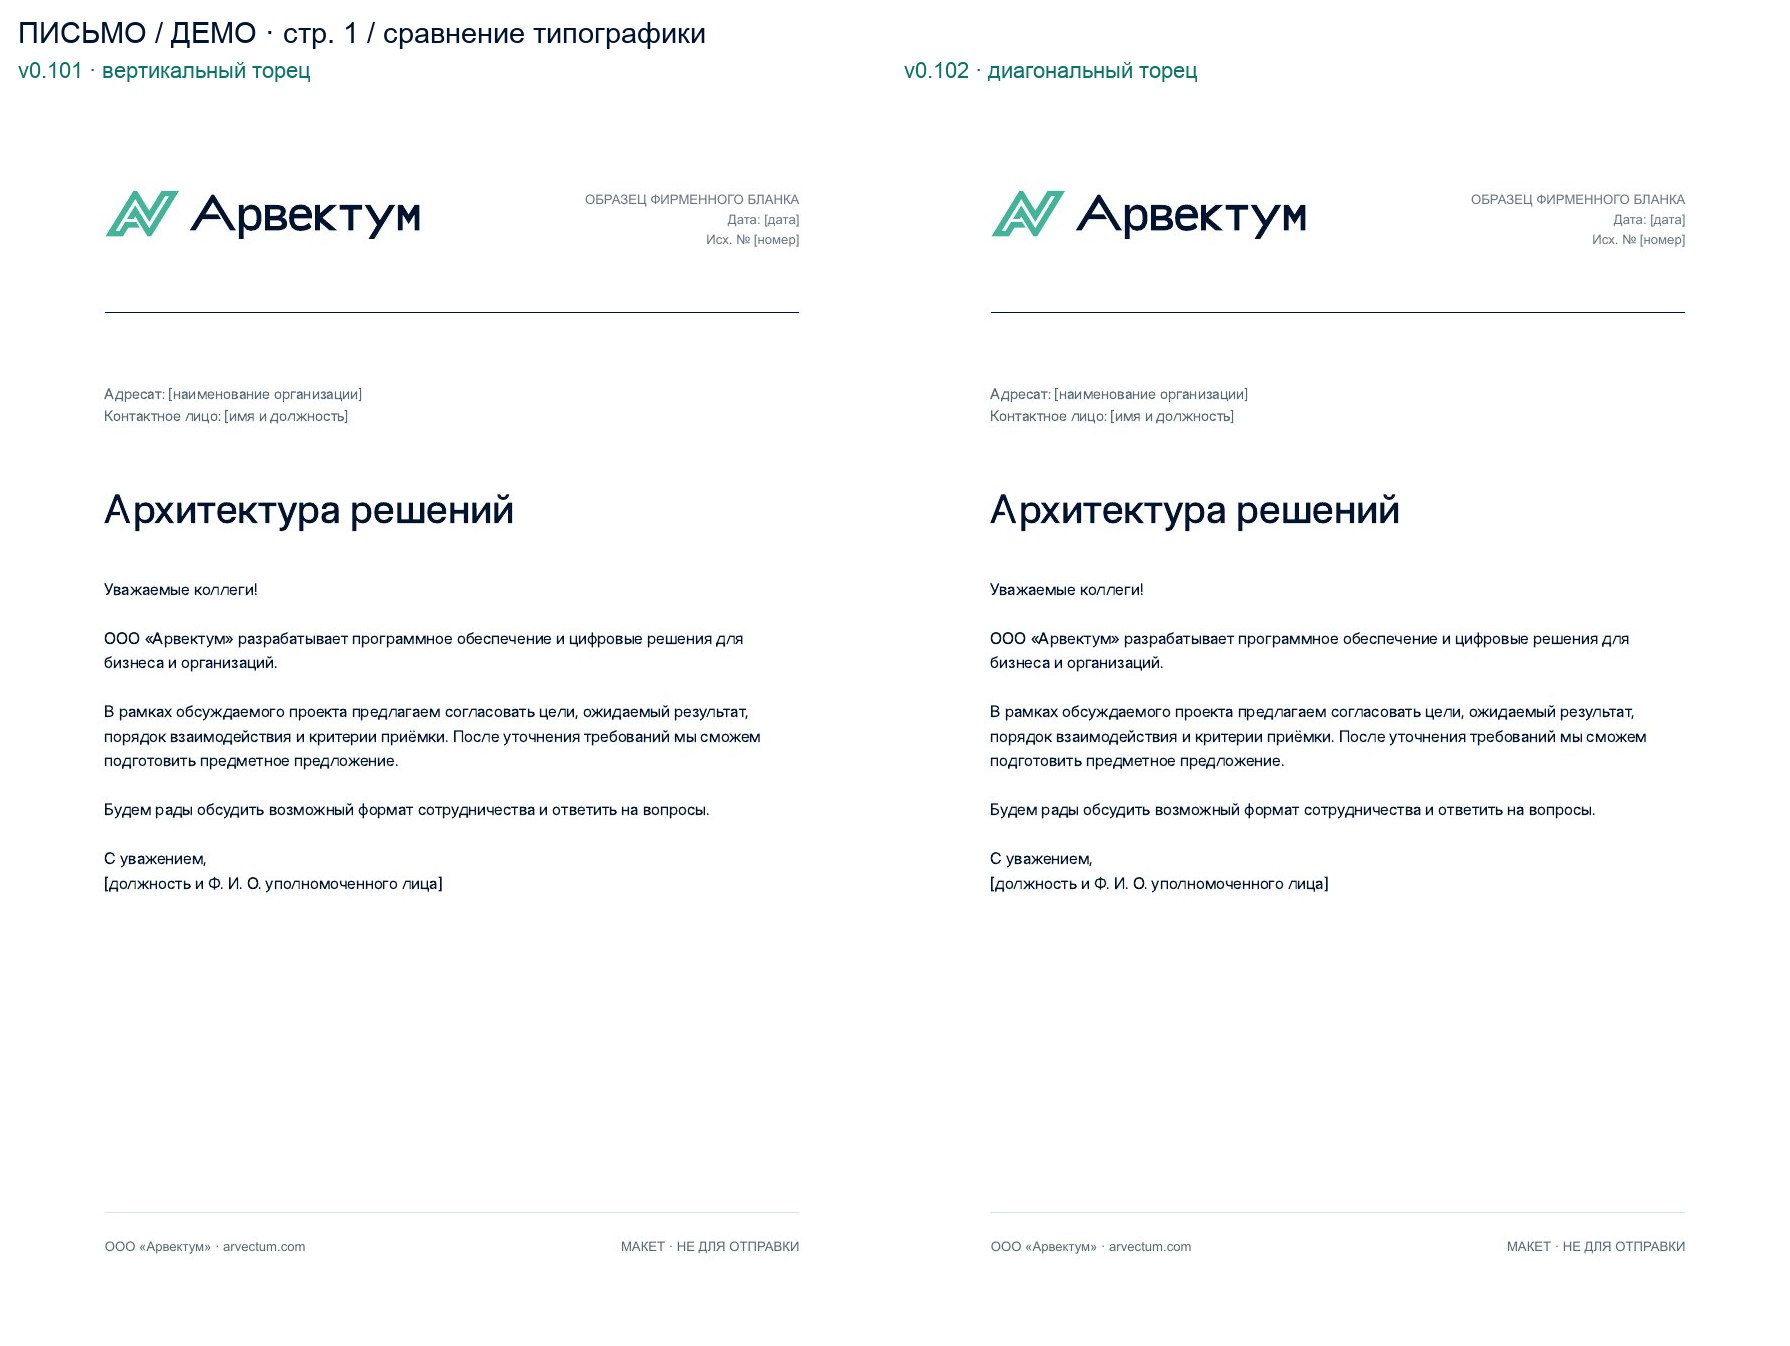 ПИСЬМО / ДЕМО · стр. 1 / сравнение типографики
v0.101 · вертикальный торец
Арвектум
ОБРАЗЕЦ ФИРМЕННОГО БЛАНКА
Дата: [дата]
Исх. № [номер]
Адресат: [наименование организации]
Контактное лицо: [имя и должность]
Архитектура решений
Уважаемые коллеги!
ООО «Арвектум» разрабатывает программное обеспечение и цифровые решения для
бизнеса и организаций.
В рамках обсуждаемого проекта предлагаем согласовать цели, ожидаемый результат,
порядок взаимодействия и критерии приёмки. После уточнения требований мы сможем
подготовить предметное предложение.
Будем рады обсудить возможный формат сотрудничества и ответить на вопросы.
С уважением,
[должность и Ф. И. О. уполномоченного лица]
ООО «Арвектум» · arvectum.com
МАКЕТ · НЕ ДЛЯ ОТПРАВКИ
v0.102 · диагональный торец
Арвектум
ОБРАЗЕЦ ФИРМЕННОГО БЛАНКА
Дата: [дата]
Исх. № [номер]
Адресат: [наименование организации]
Контактное лицо: [имя и должность]
Архитектура решений
Уважаемые коллеги!
ООО «Арвектум» разрабатывает программное обеспечение и цифровые решения для
бизнеса и организаций.
В рамках обсуждаемого проекта предлагаем согласовать цели, ожидаемый результат,
порядок взаимодействия и критерии приёмки. После уточнения требований мы сможем
подготовить предметное предложение.
Будем рады обсудить возможный формат сотрудничества и ответить на вопросы.
С уважением,
[должность и Ф. И. О. уполномоченного лица]
ООО «Арвектум» · arvectum.com
МАКЕТ · НЕ ДЛЯ ОТПРАВКИ